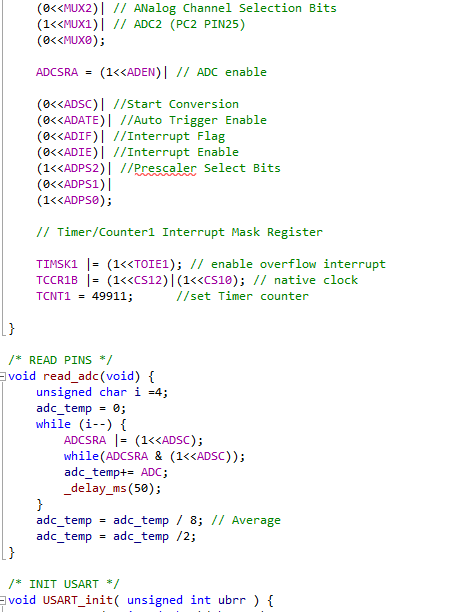 (0<<MUX2)| // ANalog Channel Selection Bits
(1<<MUX1)| // ADC2 (PC2 PIN25)
(0<<MUX0);
ADCSRA = (1<<ADEN)| // ADC enable
(0<<ADSC)| //Start Conversion
(0<<ADATE)| //Auto Trigger Enable
(0<<ADIF)| //Interrupt Flag
(0<<ADIE)| //Interrupt Enable
(1<<ADPS2)| //Prescaler Select Bits
(0<<ADPS1)|
(1<<ADPS0);
// Timer/Counter1 Interrupt Mask Register
TIMSK1 |= (1<<TOIE1); // enable overflow interrupt
TCCR1B |= (1<<CS12)|(1<<CS10); // native clock
TCNT1 = 49911;      //set Timer counter
}
/* READ PINS */
void read_adc(void) {
unsigned char i =4;
adc_temp = 0;
while (i--) {
ADCSRA |= (1<<ADSC);
while(ADCSRA & (1<<ADSC));
adc_temp+= ADC;
_delay_ms(50);
}
adc_temp = adc_temp / 8; // Average
adc_temp = adc_temp /2;
}
/* INIT USART */
void USART_init( unsigned int ubrr ) {